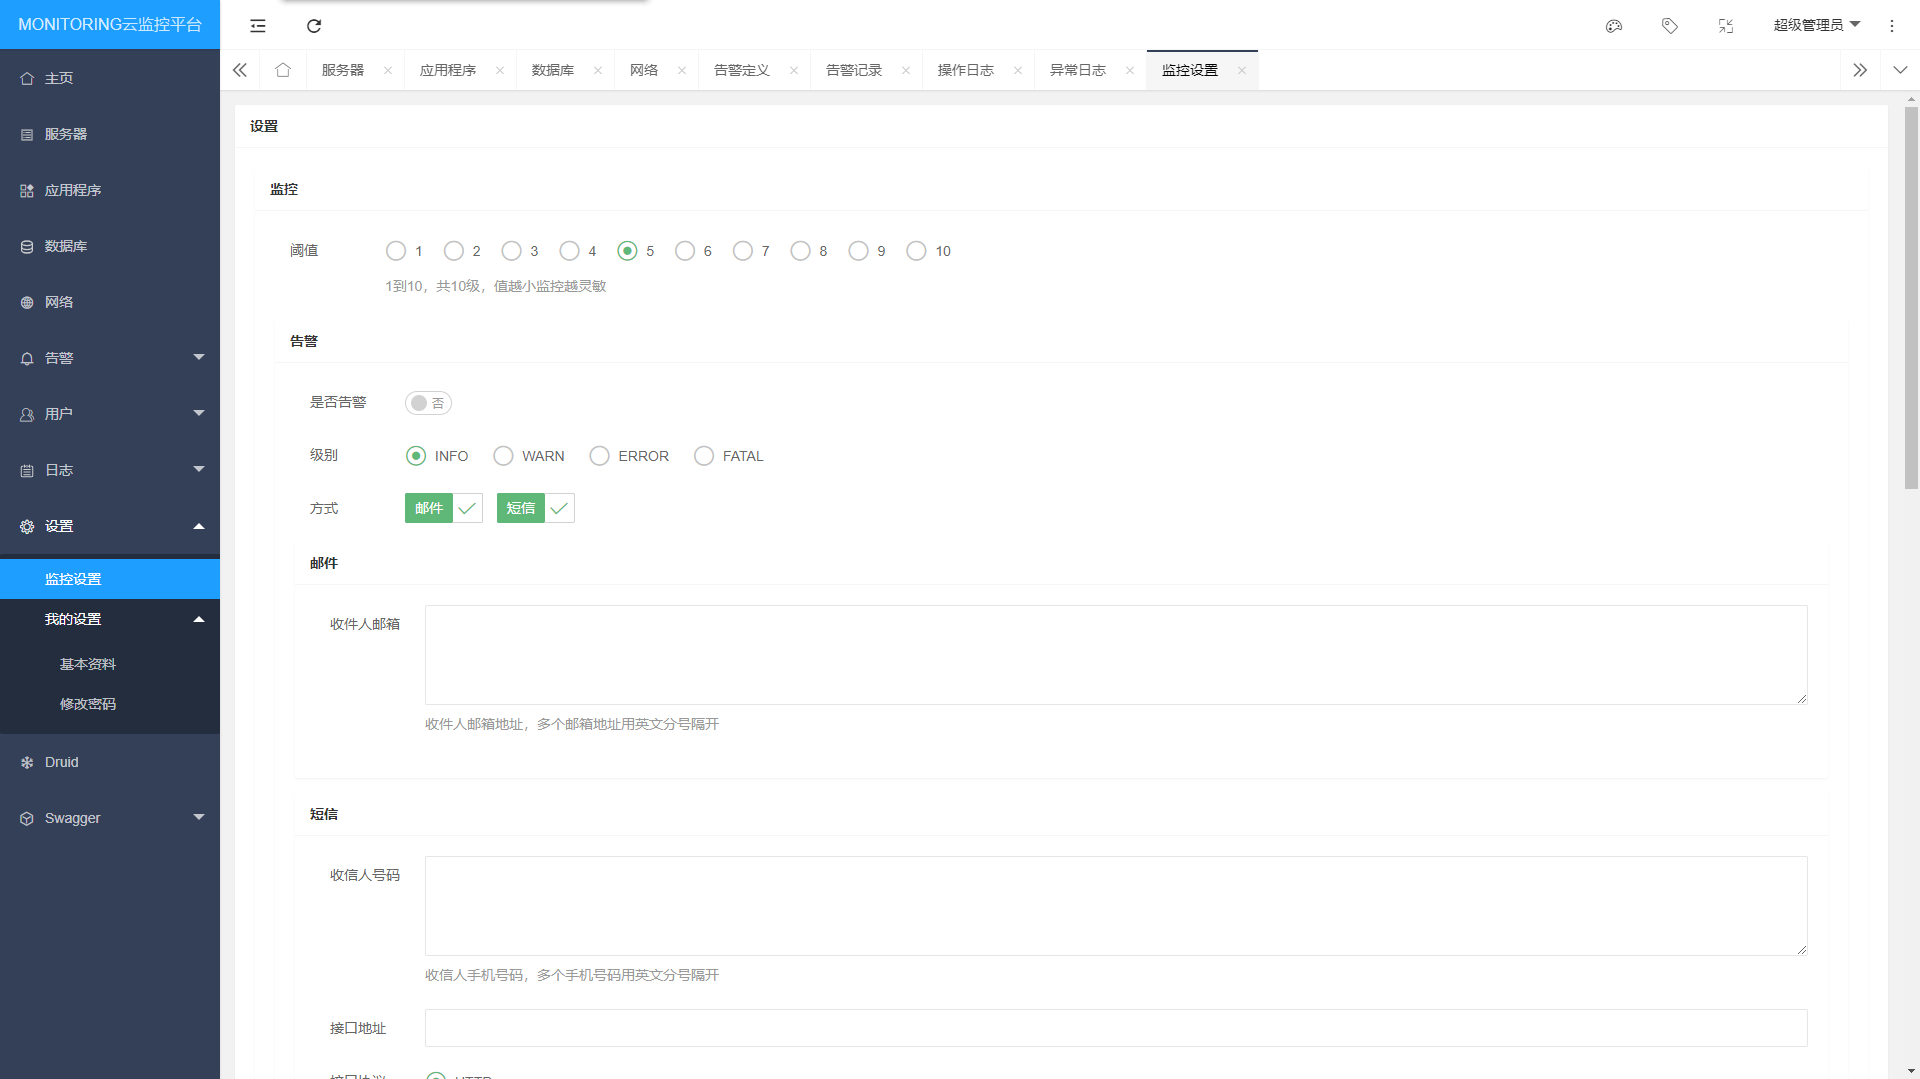 MONITORING云监控平台
超级管理员
服务器
应用程序
数据库
网络
告警定义
告警记录
操作日志
异常日志
监控设置
主页
服务器
应用程序
数据库
网络
告警
用户
日志
设置
监控设置
我的设置
基本资料
修改密码
Druid
Swagger
设置
监控
阈值 1 2 3 4 5 6 7 8 9 10
1到10，共10级，值越小监控越灵敏
告警
是否告警 否
级别 INFO WARN ERROR FATAL
方式 邮件 短信
邮件
收件人邮箱
收件人邮箱地址，多个邮箱地址用英文分号隔开
短信
收信人号码
收信人手机号码，多个手机号码用英文分号隔开
接口地址